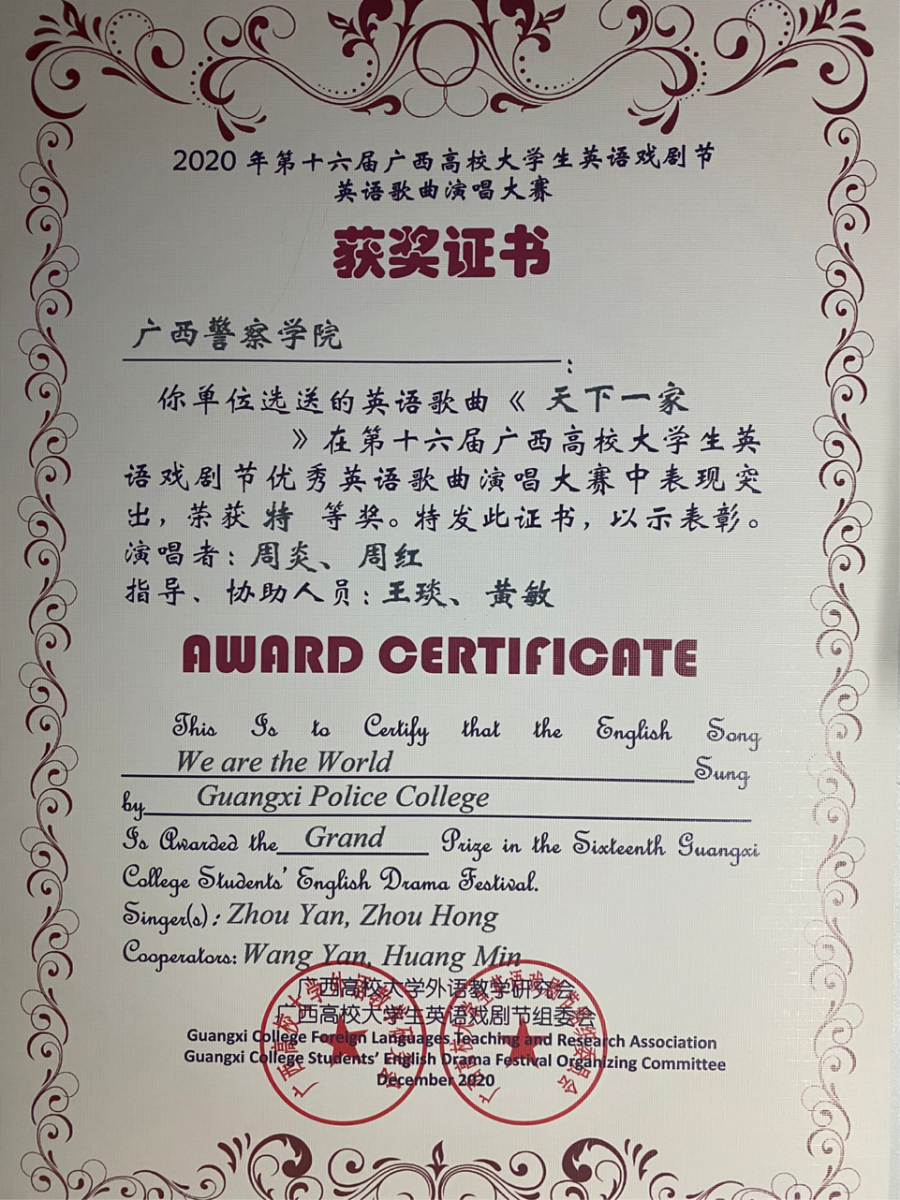 2020 年第十六届广西高校大学生英语戏剧节
英语歌曲演唱大赛
获奖证书
广西警察学院
:
你单位选送的英语歌曲《 天下一家
》在第十六届广西高校大学生英
语戏剧节优秀英语歌曲演唱大赛中表现突
出，荣获 特 等奖。特发此证书，以示表彰。
演唱者：周炎、周红
指导、协助人员：王琰、黄敏
AWARD CERTIFICATE
This Is to Certify that the English Song
We are the World Sung
by Guangxi Police College
Is Awarded the Grand Prize in the Sixteenth Guangxi
College Students' English Drama Festival.
Singer(s): Zhou Yan, Zhou Hong
Cooperators: Wang Yan, Huang Min
广西高校大学外语教学研究会
广西高校大学生英语戏剧节组委会
Guangxi College Foreign Languages Teaching and Research Association
Guangxi College Students' English Drama Festival Organizing Committee
December 2020